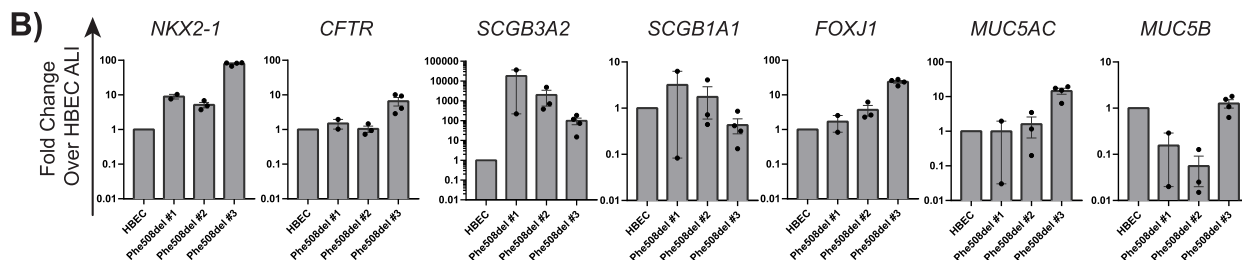 B)
Fold Change
Over HBEC ALI
NKX2-1
100
10
1
0.1
0.01
HBEC
Phe508del #1
Phe508del #2
Phe508del #3
CFTR
100
10
1
0.1
0.01
HBEC
Phe508del #1
Phe508del #2
Phe508del #3
SCGB3A2
100000
10000
1000
100
10
1
0.1
0.01
HBEC
Phe508del #1
Phe508del #2
Phe508del #3
SCGB1A1
10
1
0.1
0.01
HBEC
Phe508del #1
Phe508del #2
Phe508del #3
FOXJ1
100
10
1
0.1
0.01
HBEC
Phe508del #1
Phe508del #2
Phe508del #3
MUC5AC
100
10
1
0.1
0.01
HBEC
Phe508del #1
Phe508del #2
Phe508del #3
MUC5B
10
1
0.1
0.01
HBEC
Phe508del #1
Phe508del #2
Phe508del #3